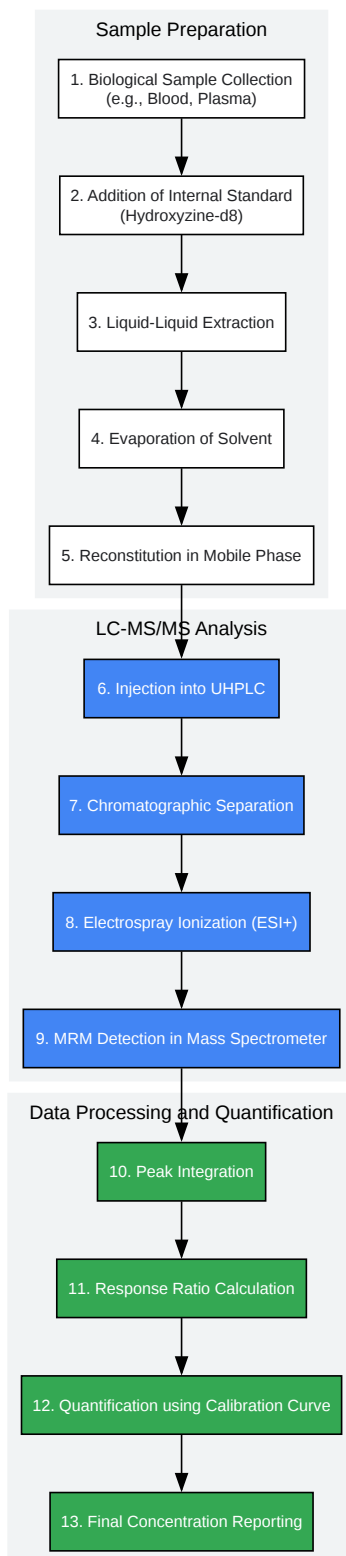 Sample Preparation
1. Biological Sample Collection
(e.g., Blood, Plasma)
2. Addition of Internal Standard
(Hydroxyzine-d8)
3. Liquid-Liquid Extraction
4. Evaporation of Solvent
5. Reconstitution in Mobile Phase
LC-MS/MS Analysis
6. Injection into UHPLC
7. Chromatographic Separation
8. Electrospray Ionization (ESI+)
9. MRM Detection in Mass Spectrometer
Data Processing and Quantification
10. Peak Integration
11. Response Ratio Calculation
12. Quantification using Calibration Curve
13. Final Concentration Reporting